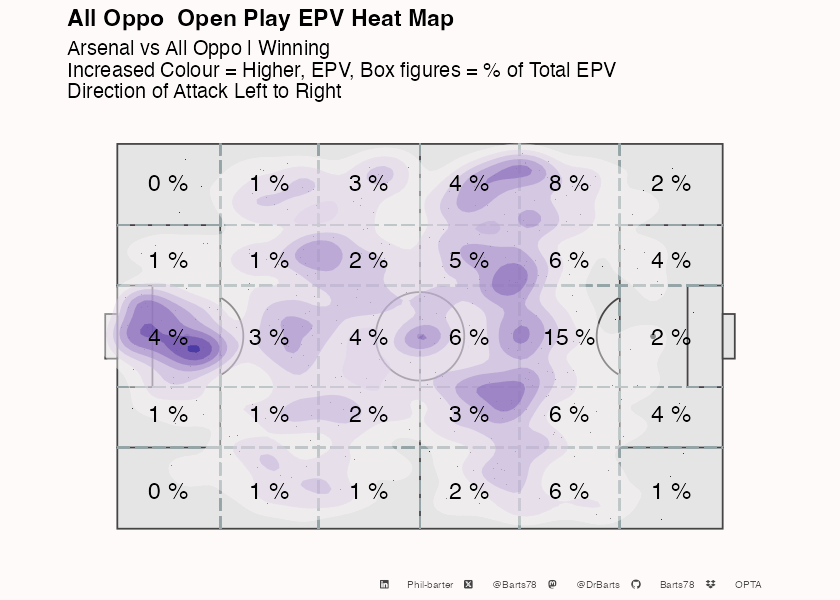 All Oppo  Open Play EPV Heat Map
Arsenal vs All Oppo | Winning
Increased Colour = Higher, EPV, Box figures = % of Total EPV
Direction of Attack Left to Right
0 % 1 % 3 % 4 % 8 % 2 %
1 % 1 % 2 % 5 % 6 % 4 %
4 % 3 % 4 % 6 % 15 % 2 %
1 % 1 % 2 % 3 % 6 % 4 %
0 % 1 % 1 % 2 % 6 % 1 %
Phil-barter @Barts78 @DrBarts Barts78 OPTA